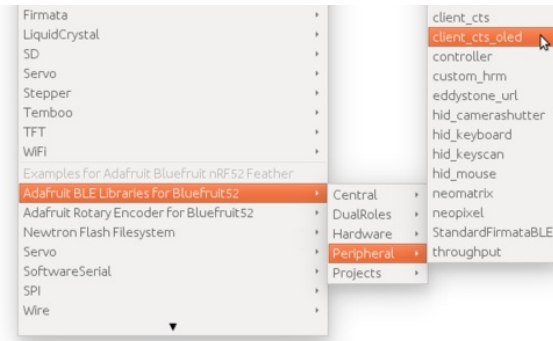 Firmata
LiquidCrystal
SD
Servo
Stepper
Temboo
TFT
WiFi
Examples for Adafruit Bluefruit nRF52 Feather
Adafruit BLE Libraries for Bluefruit52
Adafruit Rotary Encoder for Bluefruit52
Newtron Flash Filesystem
Servo
SoftwareSerial
SPI
Wire
Central
DualRoles
Hardware
Peripheral
Projects
client_cts
client_cts_oled
controller
custom_hrm
eddystone_url
hid_camerashutter
hid_keyboard
hid_keyscan
hid_mouse
neomatrix
neopixel
StandardFirmataBLE
throughput